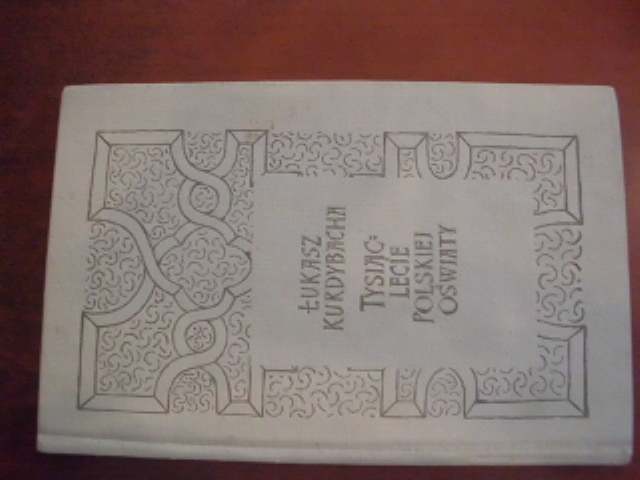 ŁUKASZ
KURDYBACHA
TYSIĄC=
LECIE
POLSKIEJ
OŚWIATY